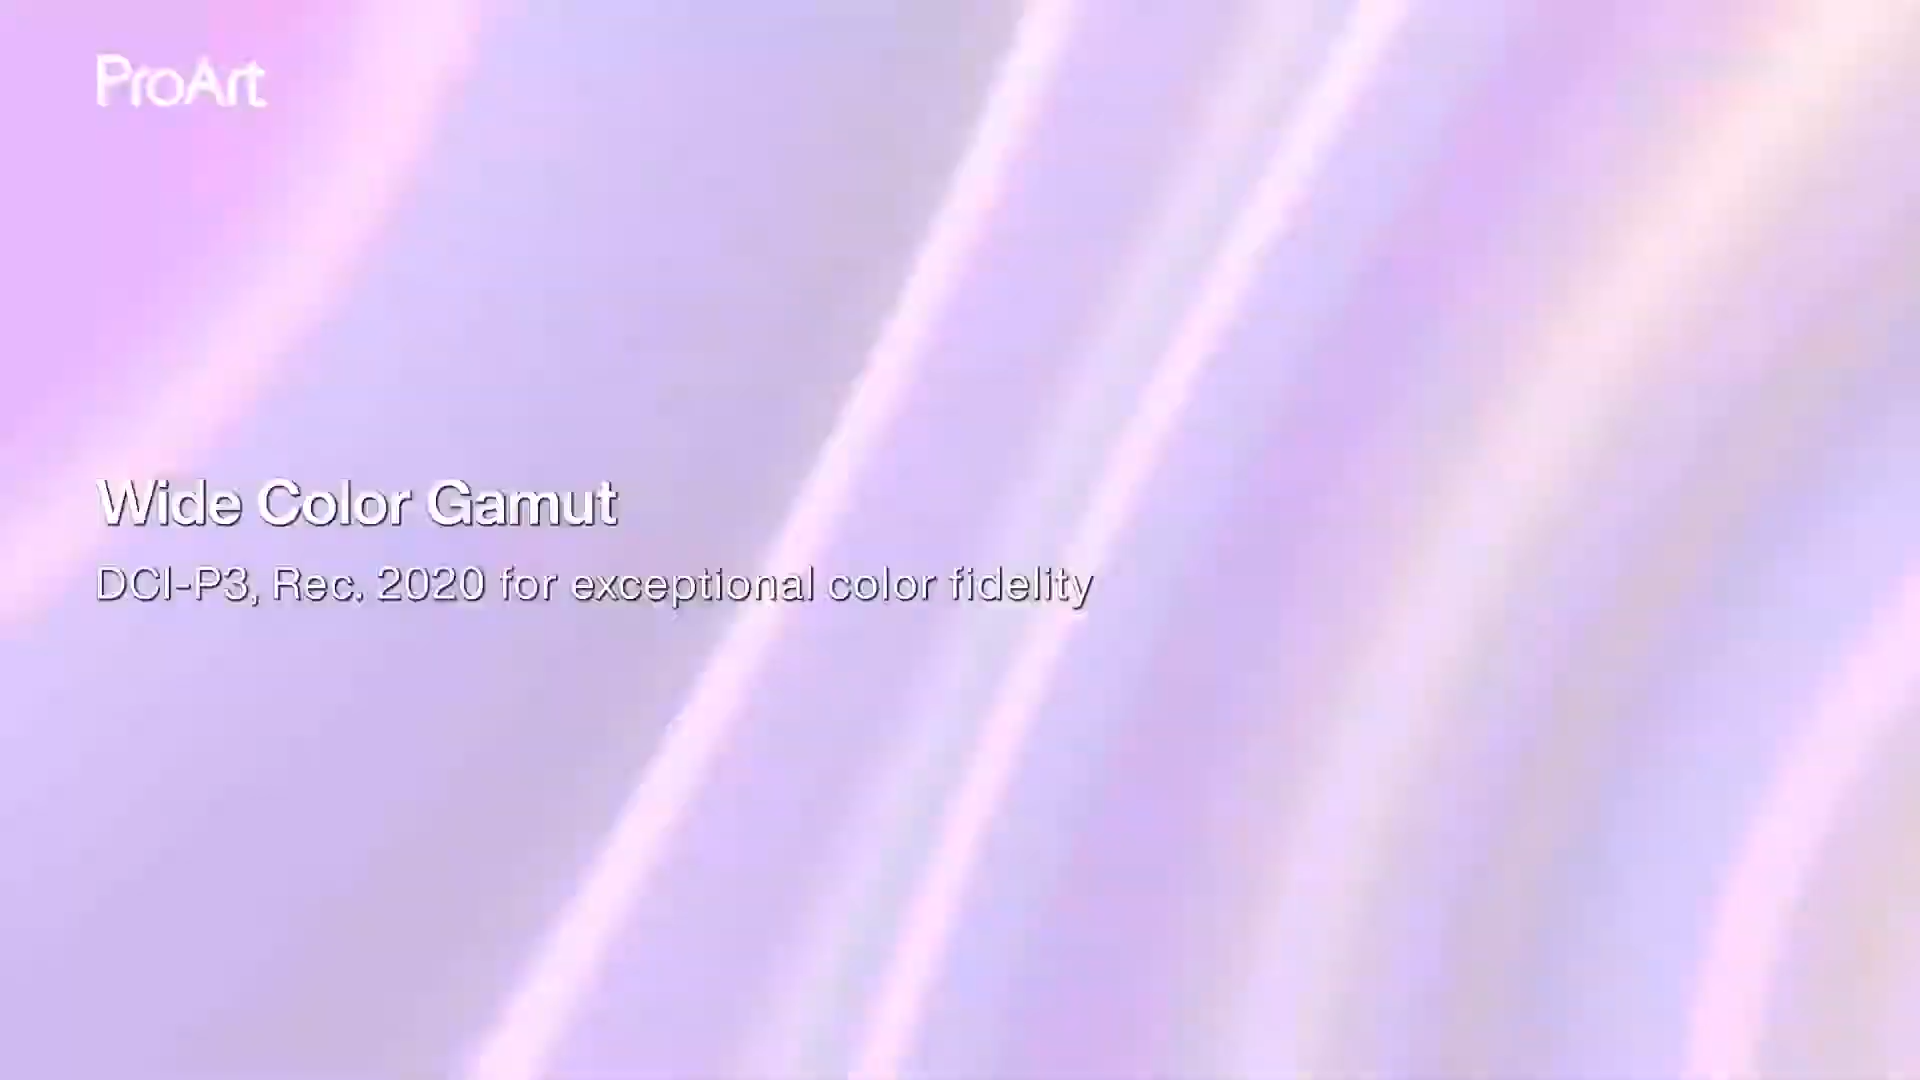 ProArt
Wide Color Gamut
DCI-P3, Rec. 2020 for exceptional color fidelity